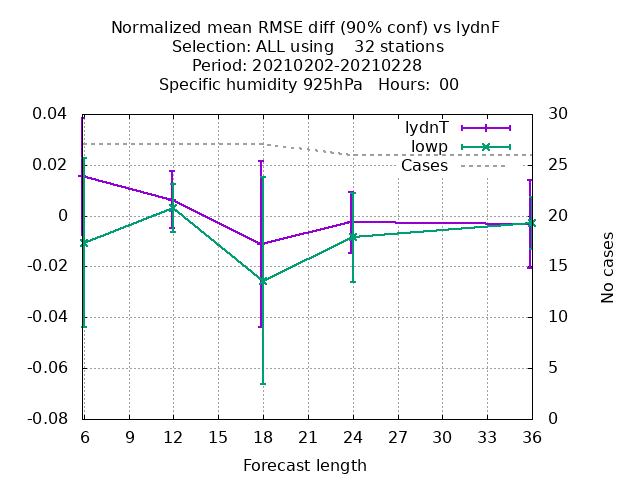 Normalized mean RMSE diff (90% conf) vs lydnF
Selection: ALL using    32 stations
Period: 20210202-20210228
Specific humidity 925hPa   Hours:  00
0.04
0.02
0
-0.02
-0.04
-0.06
-0.08
30
25
20
15
10
5
0
lydnT
lowp
Cases
No cases
6 9 12 15 18 21 24 27 30 33 36
Forecast length